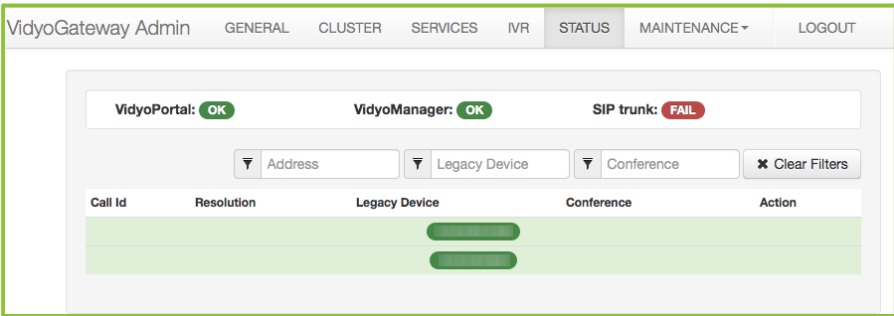 VidyoGateway Admin GENERAL CLUSTER SERVICES IVR STATUS MAINTENANCE LOGOUT
VidyoPortal: OK VidyoManager: OK SIP trunk: FAIL
Address Legacy Device Conference Clear Filters
Call Id Resolution Legacy Device Conference Action